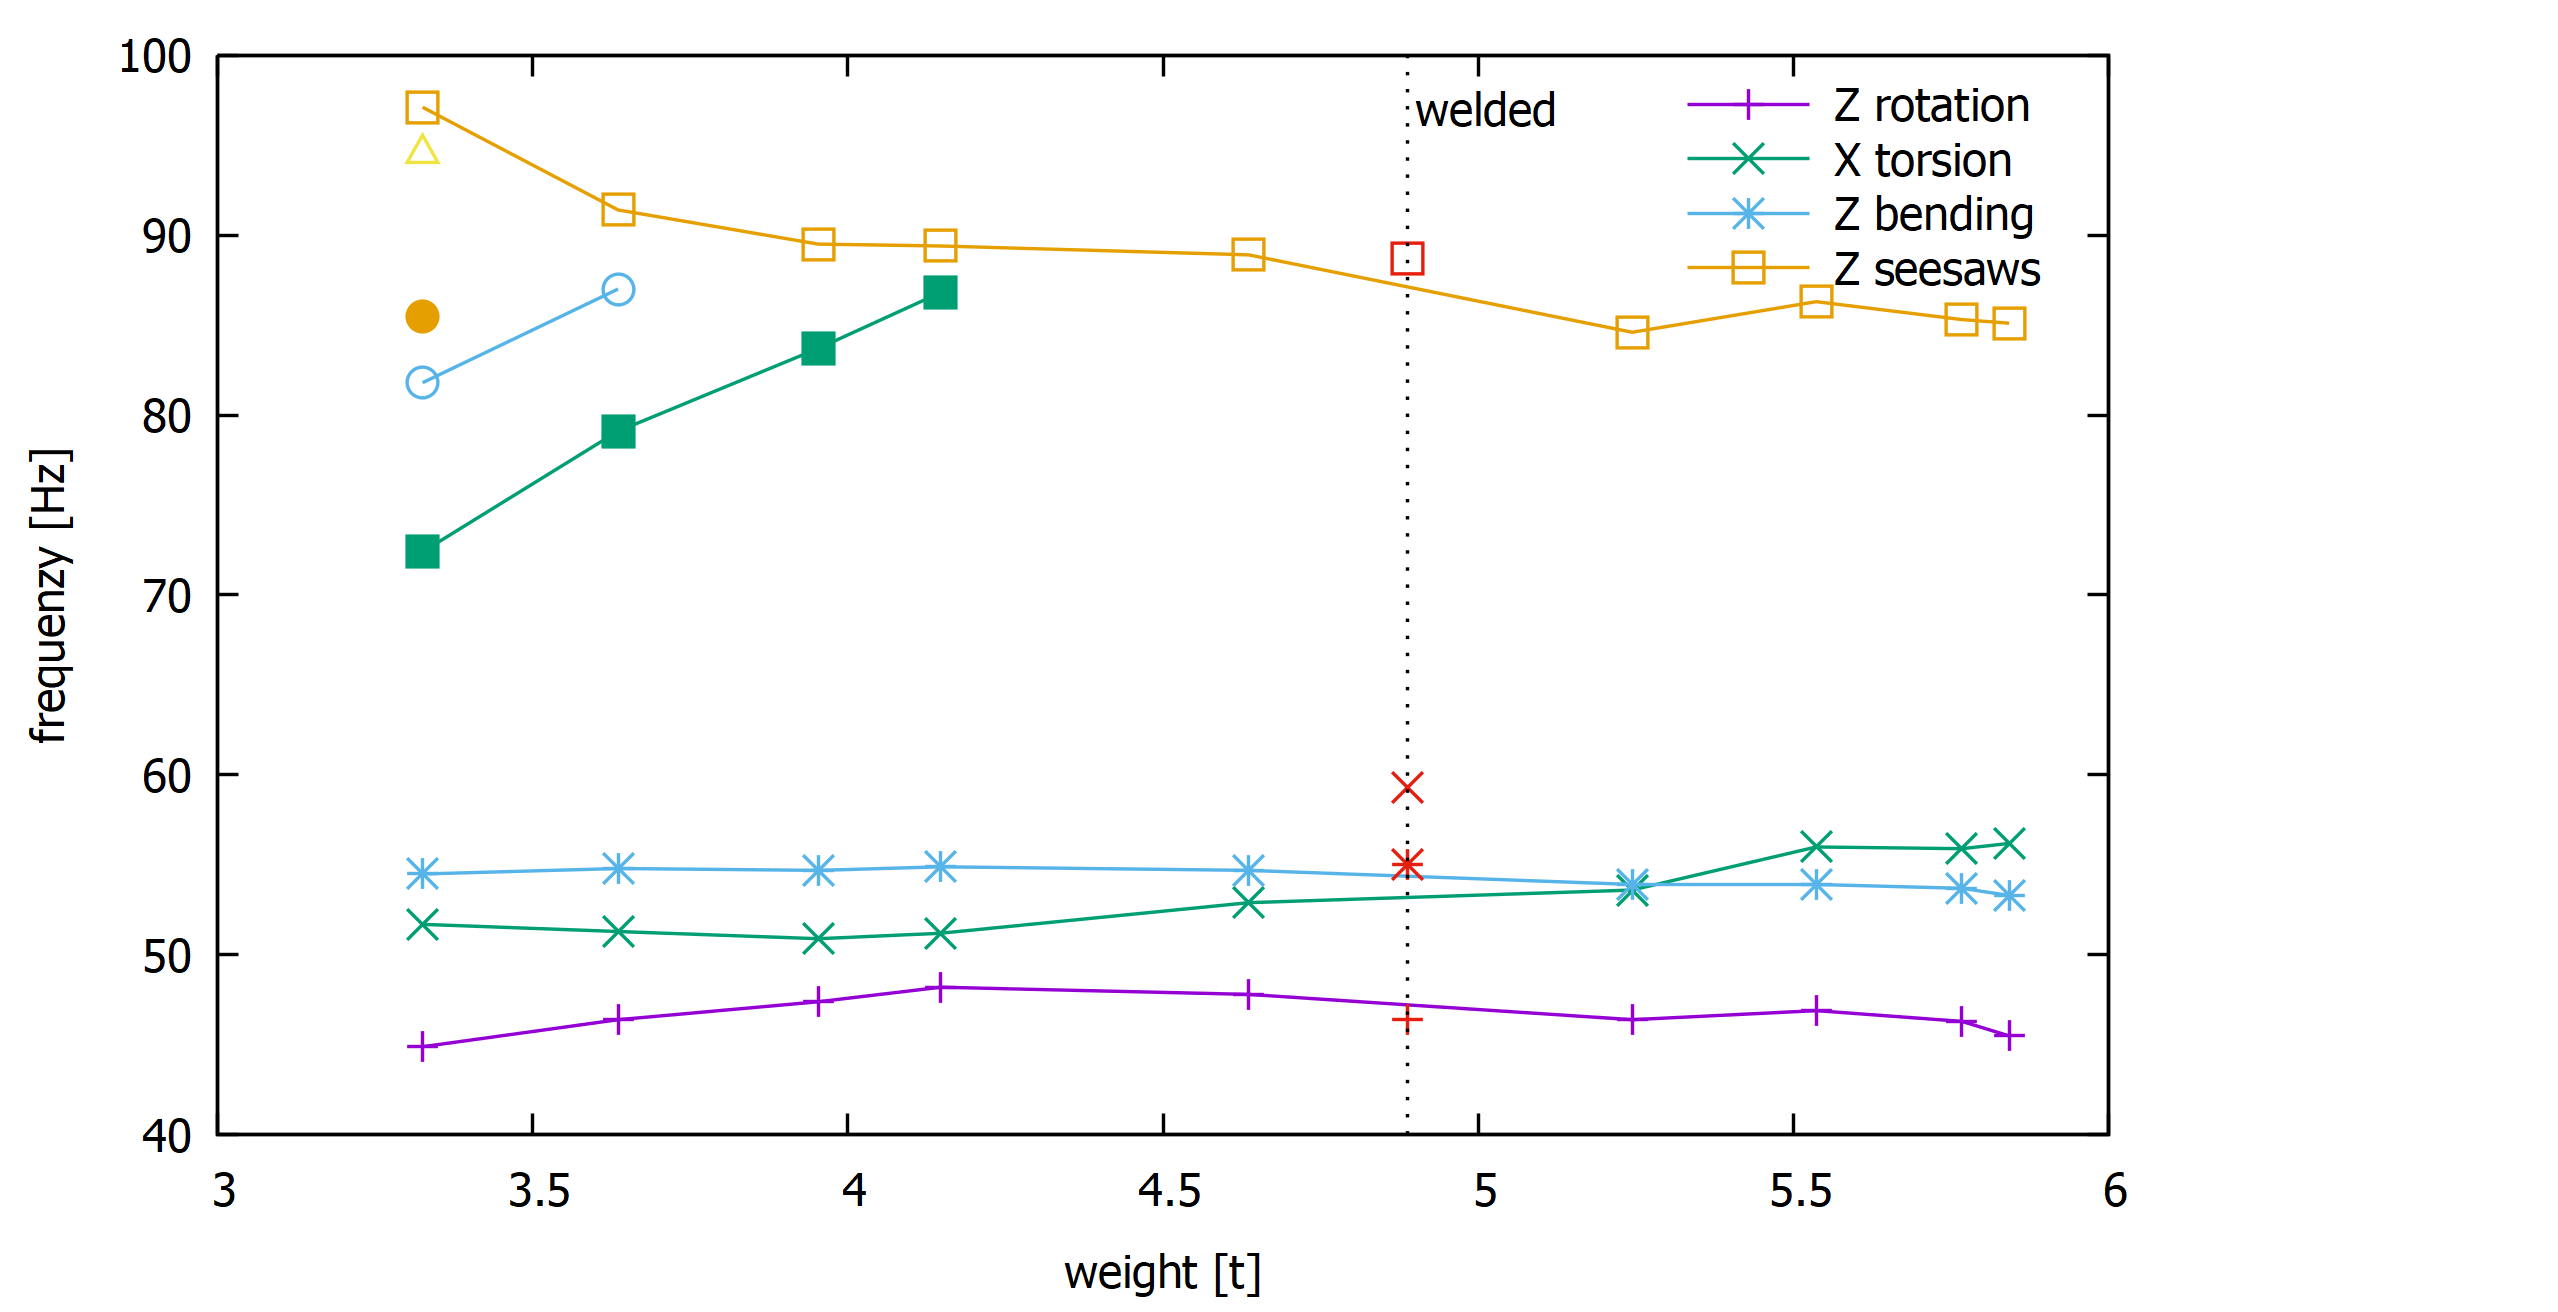 100
90
80
70
60
50
40
frequenzy [Hz]
welded
Z rotation
X torsion
Z bending
Z seesaws
3 3.5 4 4.5 5 5.5 6
weight [t]